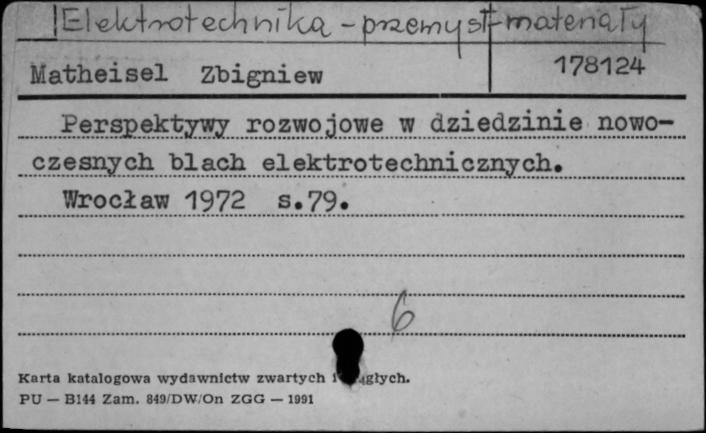 Elektrotechnika - przemysł - materiały
Matheisel Zbigniew 178124
Perspektywy rozwojowe w dziedzinie nowo-
czesnych blach elektrotechnicznych.
Wrocław 1972 s.79.
6
Karta katalogowa wydawnictw zwartych i
PU — B144 Zam. 849/DW/On ZGG — 1991